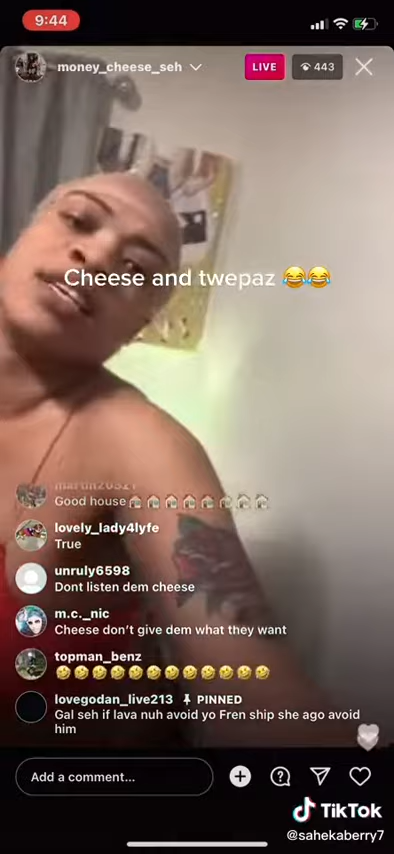 9:44
money_cheese_seh
LIVE
443
Cheese and twepaz 😂😂
martin26521
Good house🏠🏠🏠🏠🏠🏠🏠🏠
lovely_lady4lyfe
True
unruly6598
Dont listen dem cheese
m.c._nic
Cheese don't give dem what they want
topman_benz
🤣🤣🤣🤣🤣🤣🤣🤣🤣🤣🤣🤣
lovegodan_live213 PINNED
Gal seh if lava nuh avoid yo Fren ship she ago avoid
him
Add a comment...
TikTok
@sahekaberry7